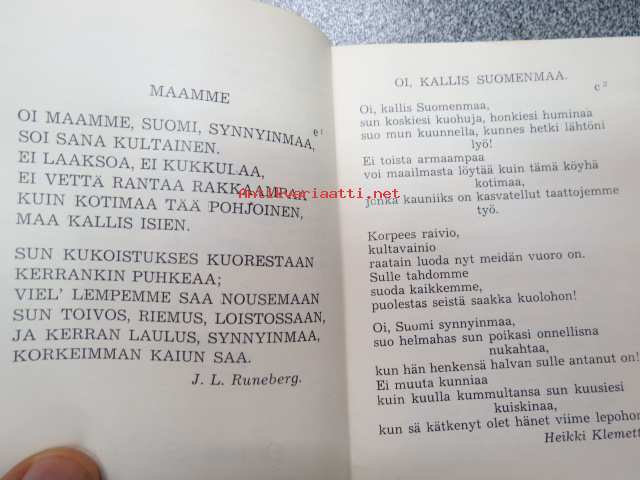 MAAMME
e 1
OI MAAMME, SUOMI, SYNNYINMAA,
SOI SANA KULTAINEN.
EI LAAKSOA, EI KUKKULAA,
EI VETTÄ RANTAA RAKKAAMPAA
KUIN KOTIMAA TÄÄ POHJOINEN,
MAA KALLIS ISIEN.
SUN KUKOISTUKSES KUORESTAAN
KERRANKIN PUHKEAA;
VIEL' LEMPEMME SAA NOUSEMAAN
SUN TOIVOS, RIEMUS, LOISTOSSAAN,
JA KERRAN LAULUS, SYNNYINMAA,
KORKEIMMAN KAIUN SAA.
J. L. Runeberg.
OI, KALLIS SUOMENMAA.
c 2
Oi, kallis Suomenmaa,
sun koskiesi kuohuja, honkiesi huminaa
suo mun kuunnella, kunnes hetki lähtöni
lyö!
Ei toista armaampaa
voi maailmasta löytää kuin tämä köyhä
kotimaa,
jonka kauniiks on kasvatellut taattojemme
työ.
Korpees raivio,
kultavainio
raatain luoda nyt meidän vuoro on.
Sulle tahdomme
suoda kaikkemme,
puolestas seistä saakka kuolohon!
Oi, Suomi synnyinmaa,
suo helmahas sun poikasi onnellisna
nukahtaa,
kun hän henkensä halvan sulle antanut on!
Ei muuta kunniaa
kuin kuulla kummultansa sun kuusiesi
kuiskinaa,
kun sä kätkenyt olet hänet viime lepohon
Heikki Klemett
Antikvariaatti.net